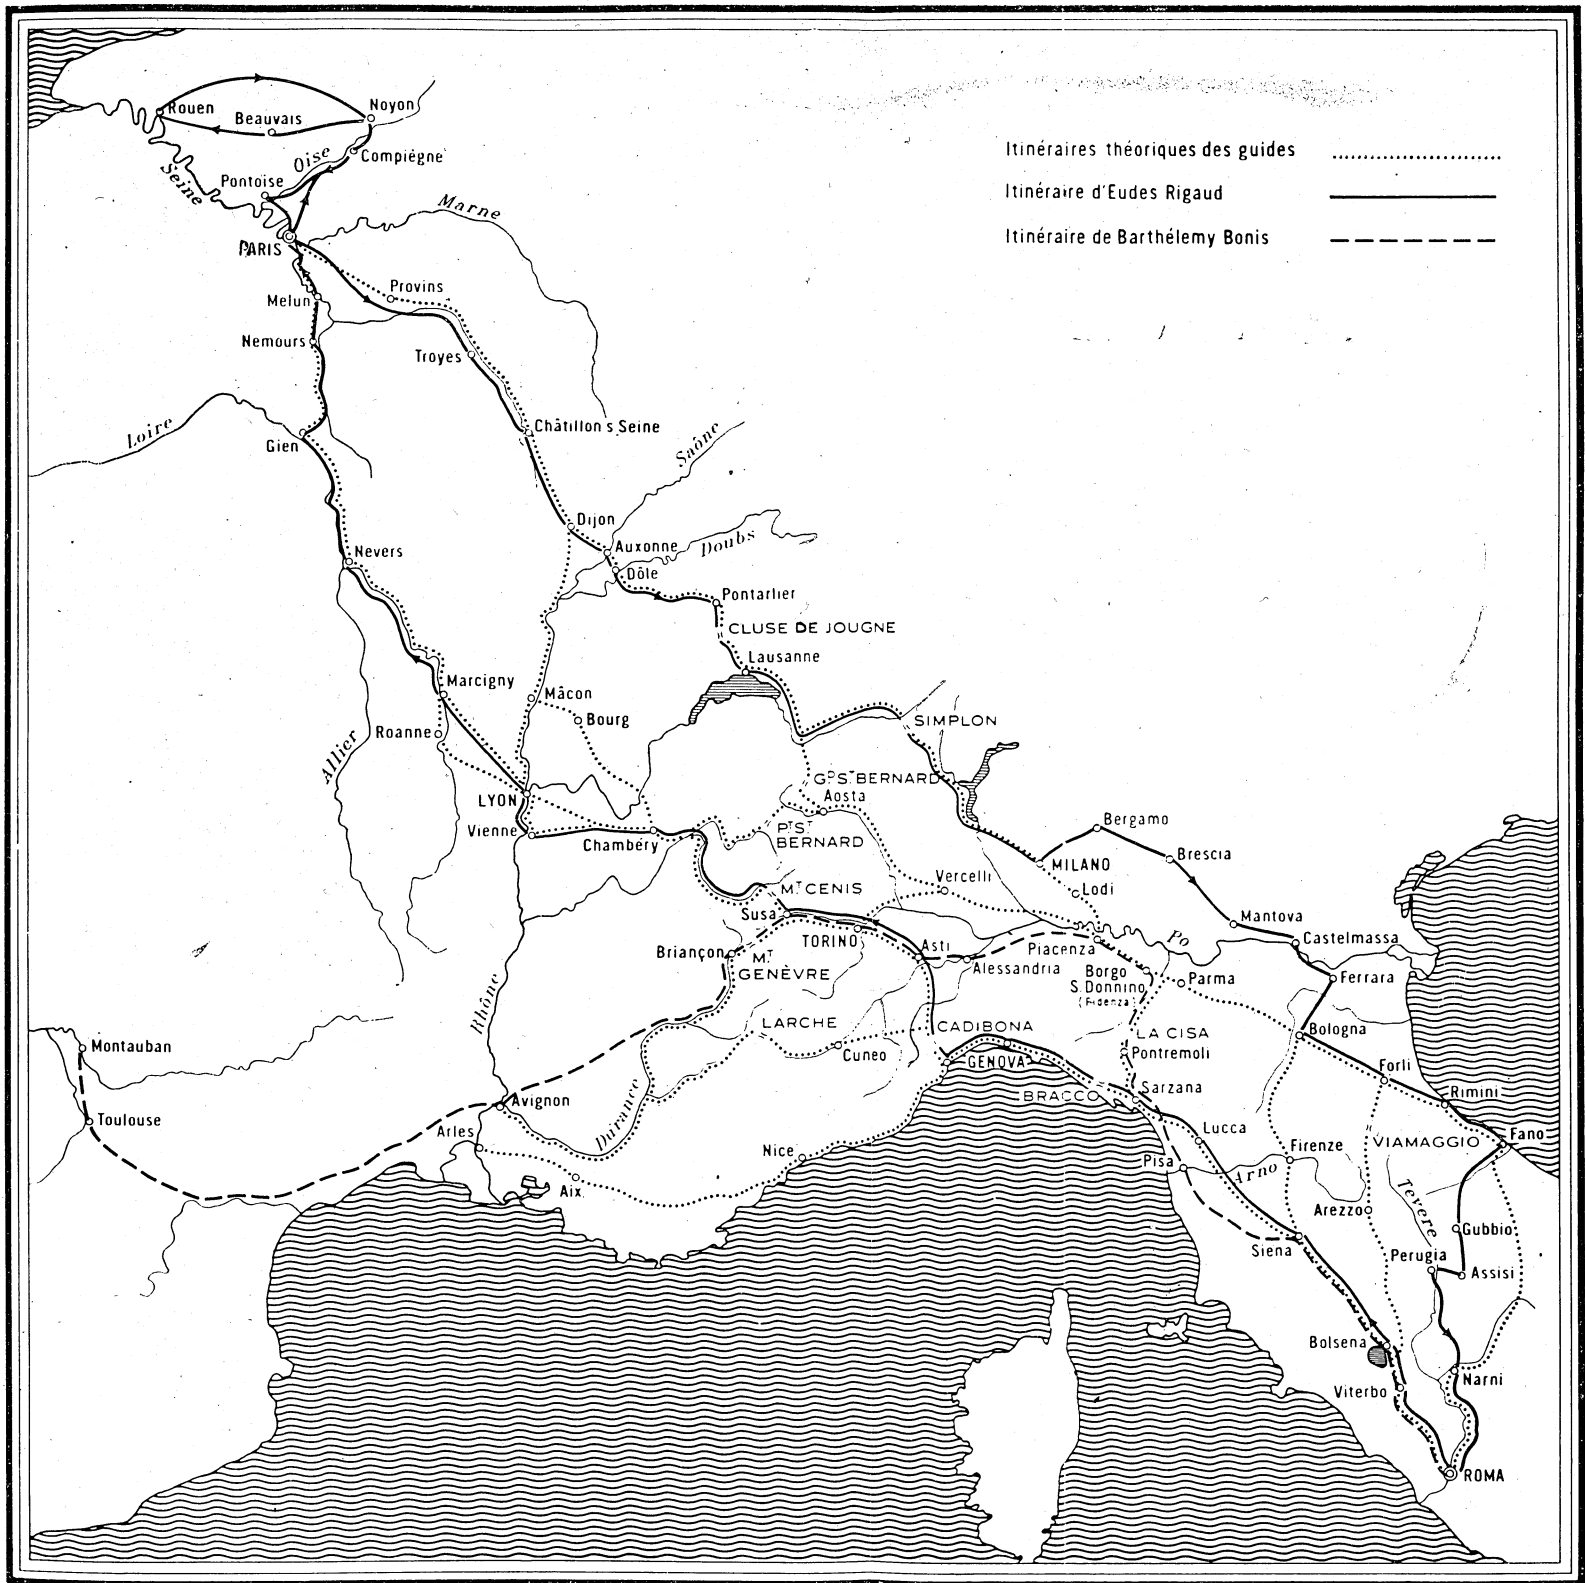 Rouen
Beauvais
Noyon
Oise
Compiègne
Seine
Pontoise
Marne
PARIS
Itinéraires théoriques des guides
Itinéraire d'Eudes Rigaud
Itinéraire de Barthélemy Bonis
Provins
Melun
Nemours
Troyes
Loire
Gien
Châtillon s Seine
Saône
Dijon
Auxonne
Doubs
Dôle
Nevers
Pontarlier
CLUSE DE JOUGNE
Lausanne
Marcigny
Mâcon
Bourg
SIMPLON
Roanne
Allier
LYON
Vienne
Chambéry
GD ST BERNARD
Aosta
PT ST
BERNARD
Bergamo
Brescia
MILANO
Lodi
MT CENIS
Vercelli
Susa
TORINO
Mantova
Castelmassa
Po
Asti
Piacenza
Alessandria
Briançon
MT
GENÈVRE
Borgo
S. Donnino
(Fidenza)
Parma
Ferrara
Rhône
LARCHE
CADIBONA
LA CISA
Bologna
Montauban
Cuneo
GENOVA
Pontremoli
Forli
Durance
BRACCO
Sarzana
Rimini
Avignon
Toulouse
Arles
Lucca
Fano
VIAMAGGIO
Nice
Pisa
Arno
Firenze
Aix
Tevere
Arezzo
Gubbio
Siena
Perugia
Assisi
Bolsena
Viterbo
Narni
ROMA